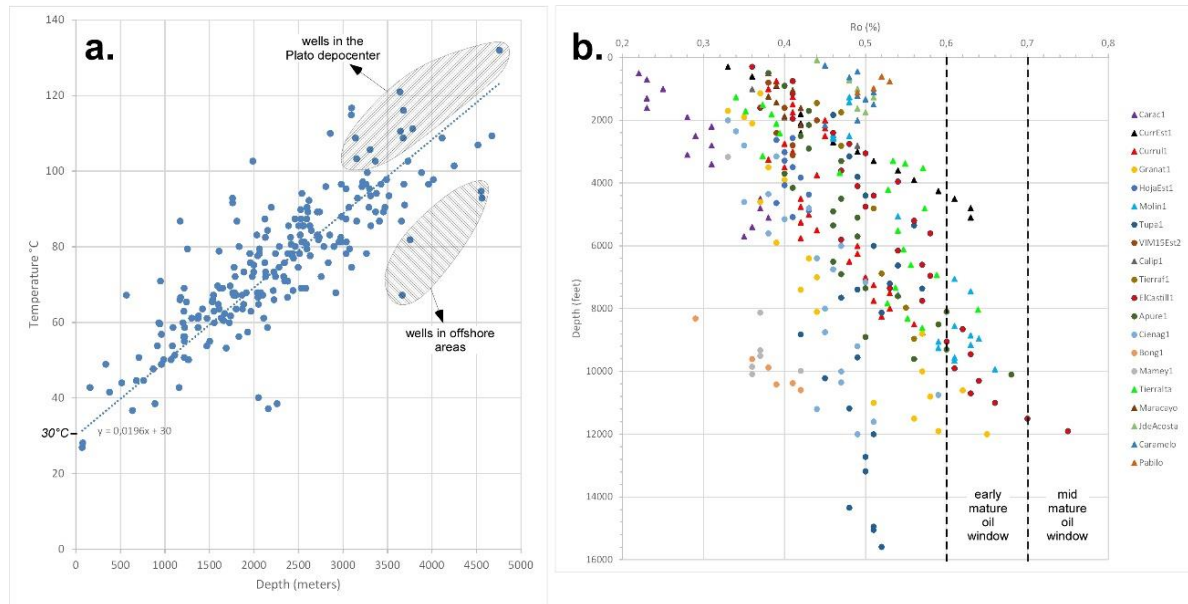 a.
140
120
100
80
60
40
20
0
30°C
Temperature °C
0 500 1000 1500 2000 2500 3000 3500 4000 4500 5000
Depth (meters)
wells in the
Plato depocenter
wells in offshore
areas
y = 0,0196x + 30
b.
Ro (%)
0,2 0,3 0,4 0,5 0,6 0,7 0,8
0
2000
4000
6000
8000
10000
12000
14000
16000
Depth (feet)
early
mature
oil
window
mid
mature
oil
window
Carac1
CurrEst1
Currul1
Granat1
HojaEst1
Molin1
Tupa1
VIM15Est2
Calip1
Tierraf1
ElCastill1
Apure1
Cienag1
Bong1
Mamey1
Tierralta
Maracayo
JdeAcosta
Caramelo
Pabilo